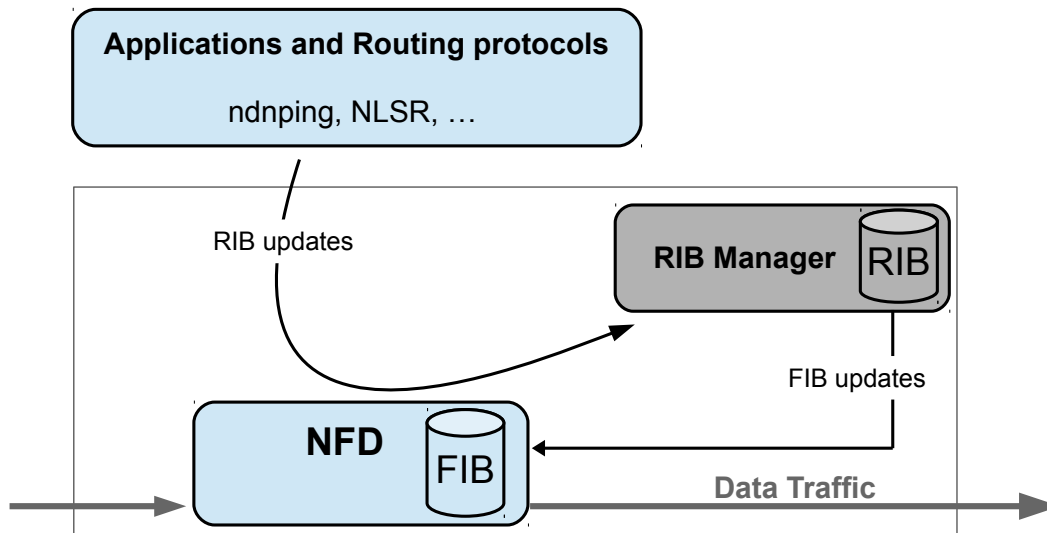 Applications and Routing protocols
ndnping, NLSR, …
RIB updates
RIB Manager
RIB
FIB updates
NFD
FIB
Data Traffic